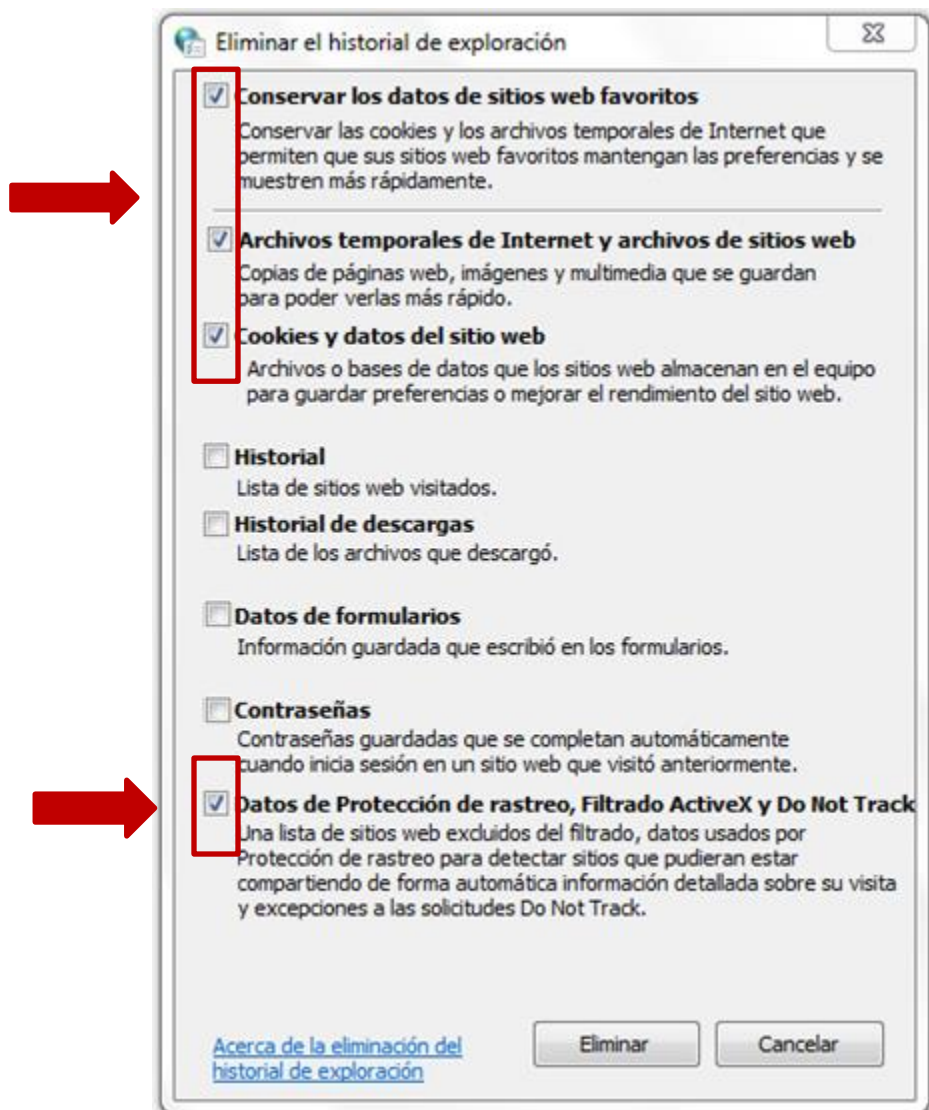 Eliminar el historial de exploración
Conservar los datos de sitios web favoritos
Conservar las cookies y los archivos temporales de Internet que
permiten que sus sitios web favoritos mantengan las preferencias y se
muestren más rápidamente.
Archivos temporales de Internet y archivos de sitios web
Copias de páginas web, imágenes y multimedia que se guardan
para poder verlas más rápido.
Cookies y datos del sitio web
Archivos o bases de datos que los sitios web almacenan en el equipo
para guardar preferencias o mejorar el rendimiento del sitio web.
Historial
Lista de sitios web visitados.
Historial de descargas
Lista de los archivos que descargó.
Datos de formularios
Información guardada que escribió en los formularios.
Contraseñas
Contraseñas guardadas que se completan automáticamente
cuando inicia sesión en un sitio web que visitó anteriormente.
Datos de Protección de rastreo, Filtrado ActiveX y Do Not Track
Una lista de sitios web excluidos del filtrado, datos usados por
Protección de rastreo para detectar sitios que pudieran estar
compartiendo de forma automática información detallada sobre su visita
y excepciones a las solicitudes Do Not Track.
Acerca de la eliminación del
historial de exploración
Eliminar
Cancelar